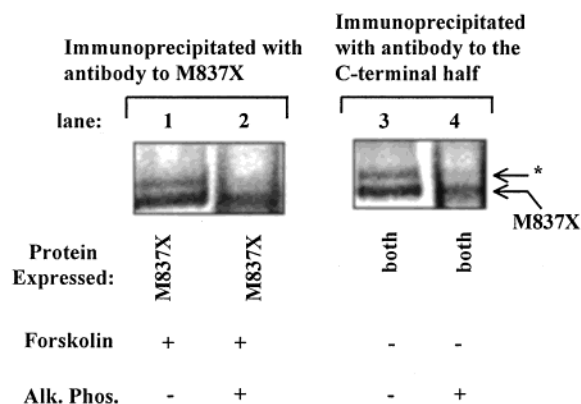 Immunoprecipitated with
antibody to M837X
Immunoprecipitated
with antibody to the
C-terminal half
lane: 1 2 3 4
*
M837X
Protein
Expressed: M837X M837X both both
Forskolin + + - -
Alk. Phos. - + - +